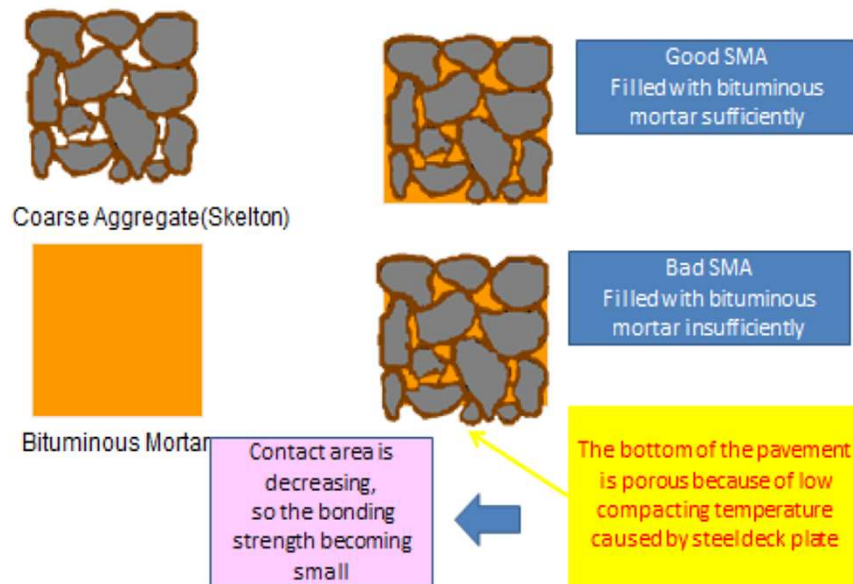 Coarse Aggregate(Skelton)
Good SMA
Filled with bituminous
mortar sufficiently
Bituminous Mortar
Bad SMA
Filled with bituminous
mortar insufficiently
Contact area is
decreasing,
so the bonding
strength becoming
small
The bottom of the pavement
is porous because of low
compacting temperature
caused by steel deck plate